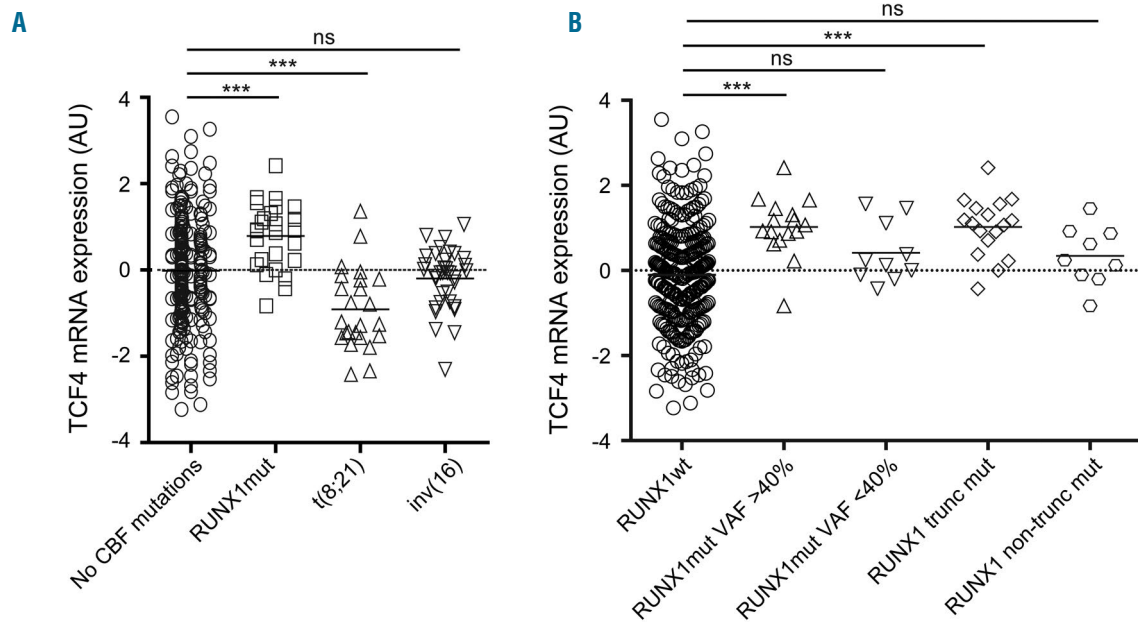 A
ns
***
***
TCF4 mRNA expression (AU)
4
2
0
-2
-4
No CBF mutations
RUNX1mut
t(8;21)
inv(16)
B
ns
***
ns
***
TCF4 mRNA expression (AU)
4
2
0
-2
-4
RUNX1wt
RUNX1mut VAF >40%
RUNX1mut VAF <40%
RUNX1 trunc mut
RUNX1 non-trunc mut